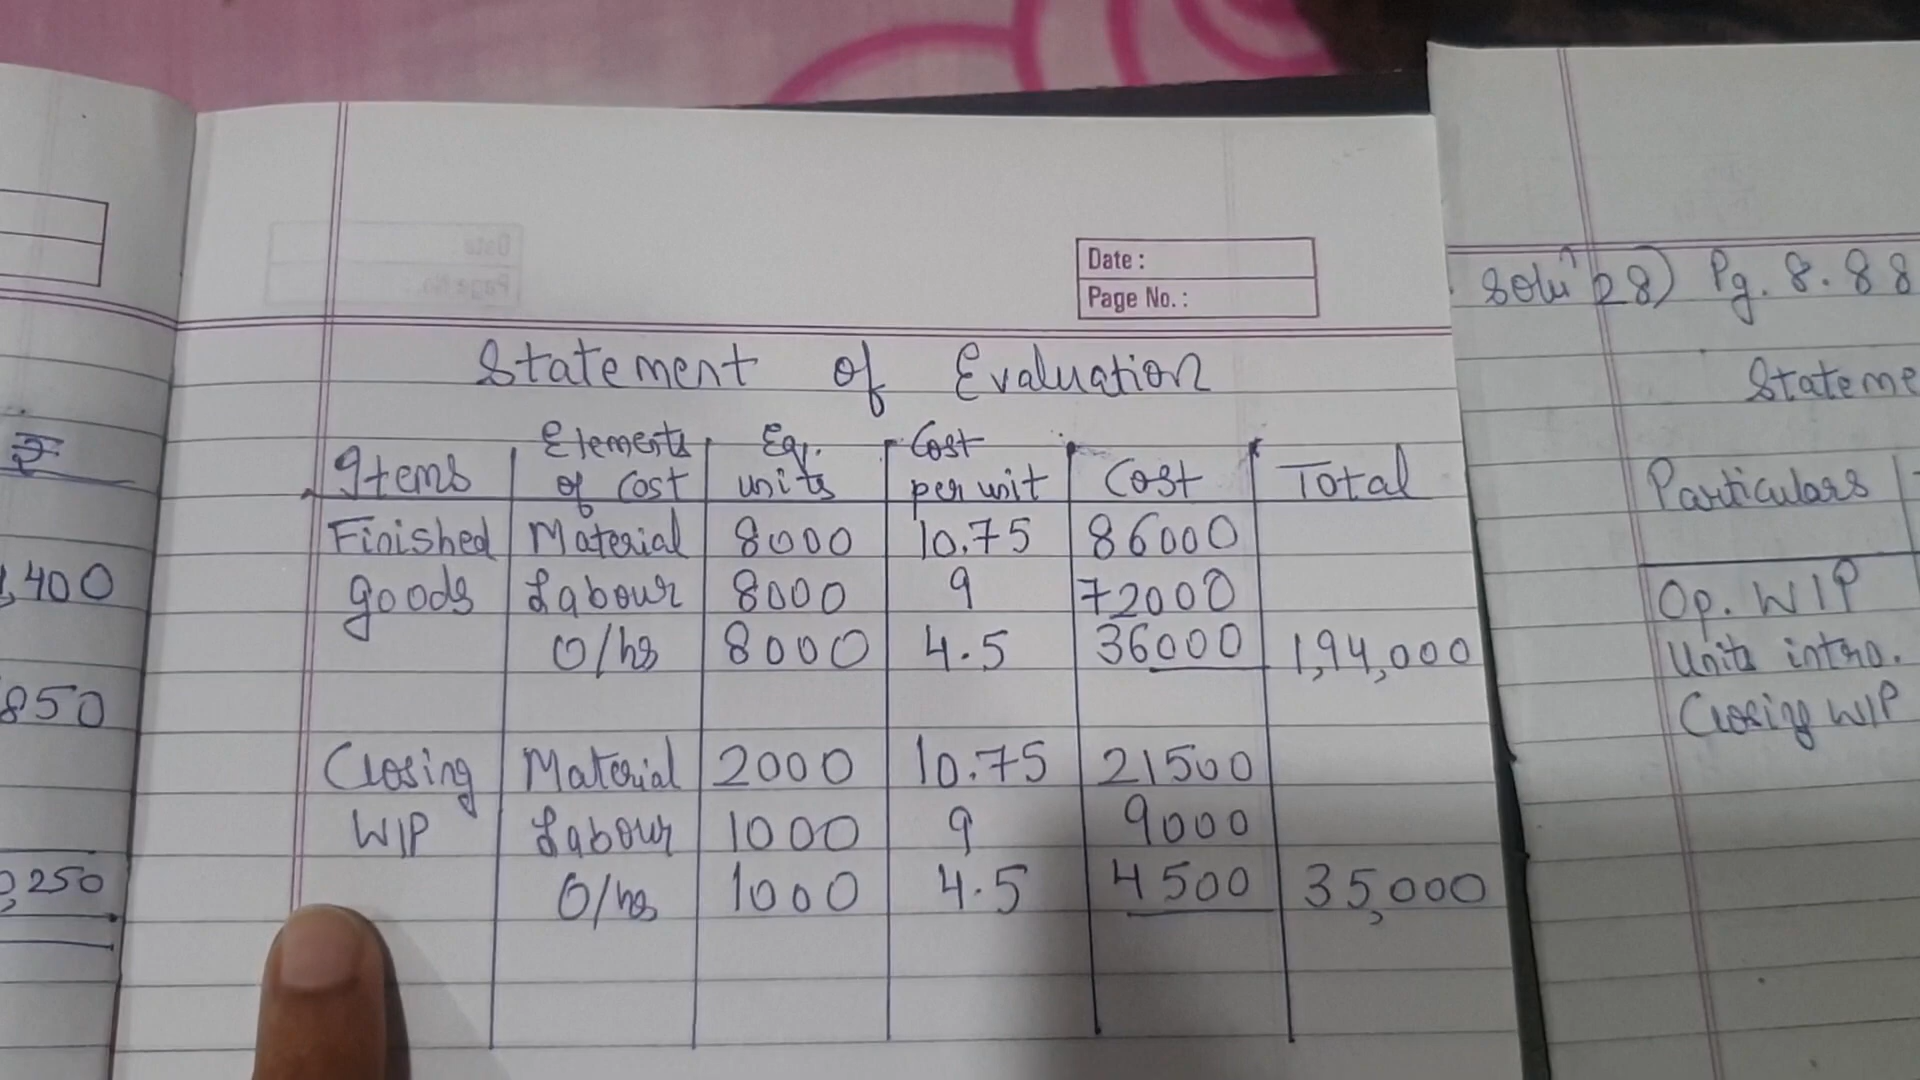 Date :
Page No. :
Statement of Evaluation
Items Elements of Cost Eq. units Cost per unit Cost Total
Finished Material 8000 10.75 86000
goods Labour 8000 9 72000
O/hs 8000 4.5 36000 1,94,000
Closing Material 2000 10.75 21500
WIP Labour 1000 9 9000
O/hs 1000 4.5 4500 35,000
₹
,400
850
,250
Soluⁿ 28) Pg. 8.88
Stateme
Particulars
Op. WIP
Units intro.
Closing WIP